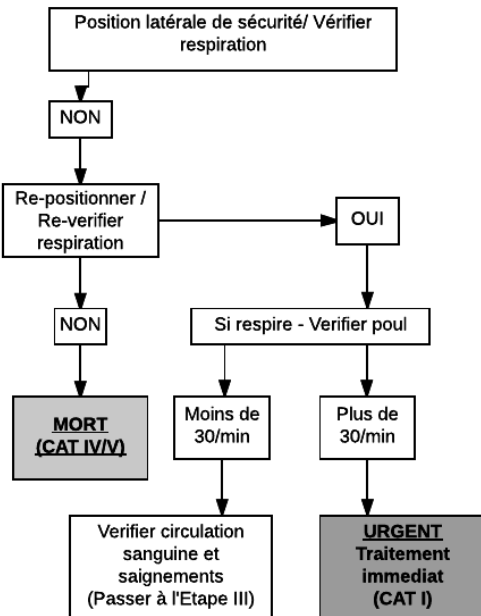 Position latérale de sécurité/ Vérifier
respiration
NON
Re-positionner /
Re-verifier
respiration
OUI
NON
Si respire - Verifier poul
MORT
(CAT IV/V)
Moins de
30/min
Plus de
30/min
Verifier circulation
sanguine et
saignements
(Passer à l'Etape III)
URGENT
Traitement
immediat
(CAT I)